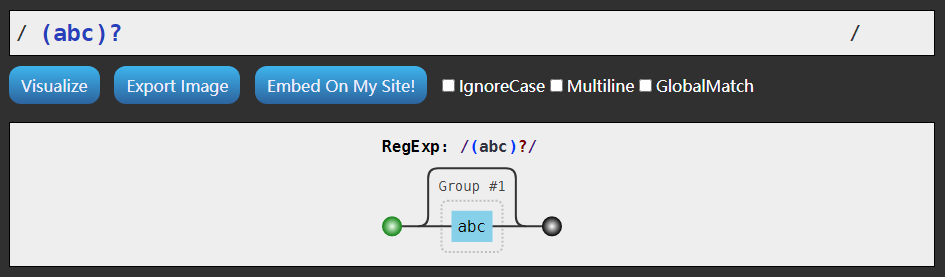 / (abc)? /
Visualize Export Image Embed On My Site! IgnoreCase Multiline GlobalMatch
RegExp: /(abc)?/
Group #1
abc